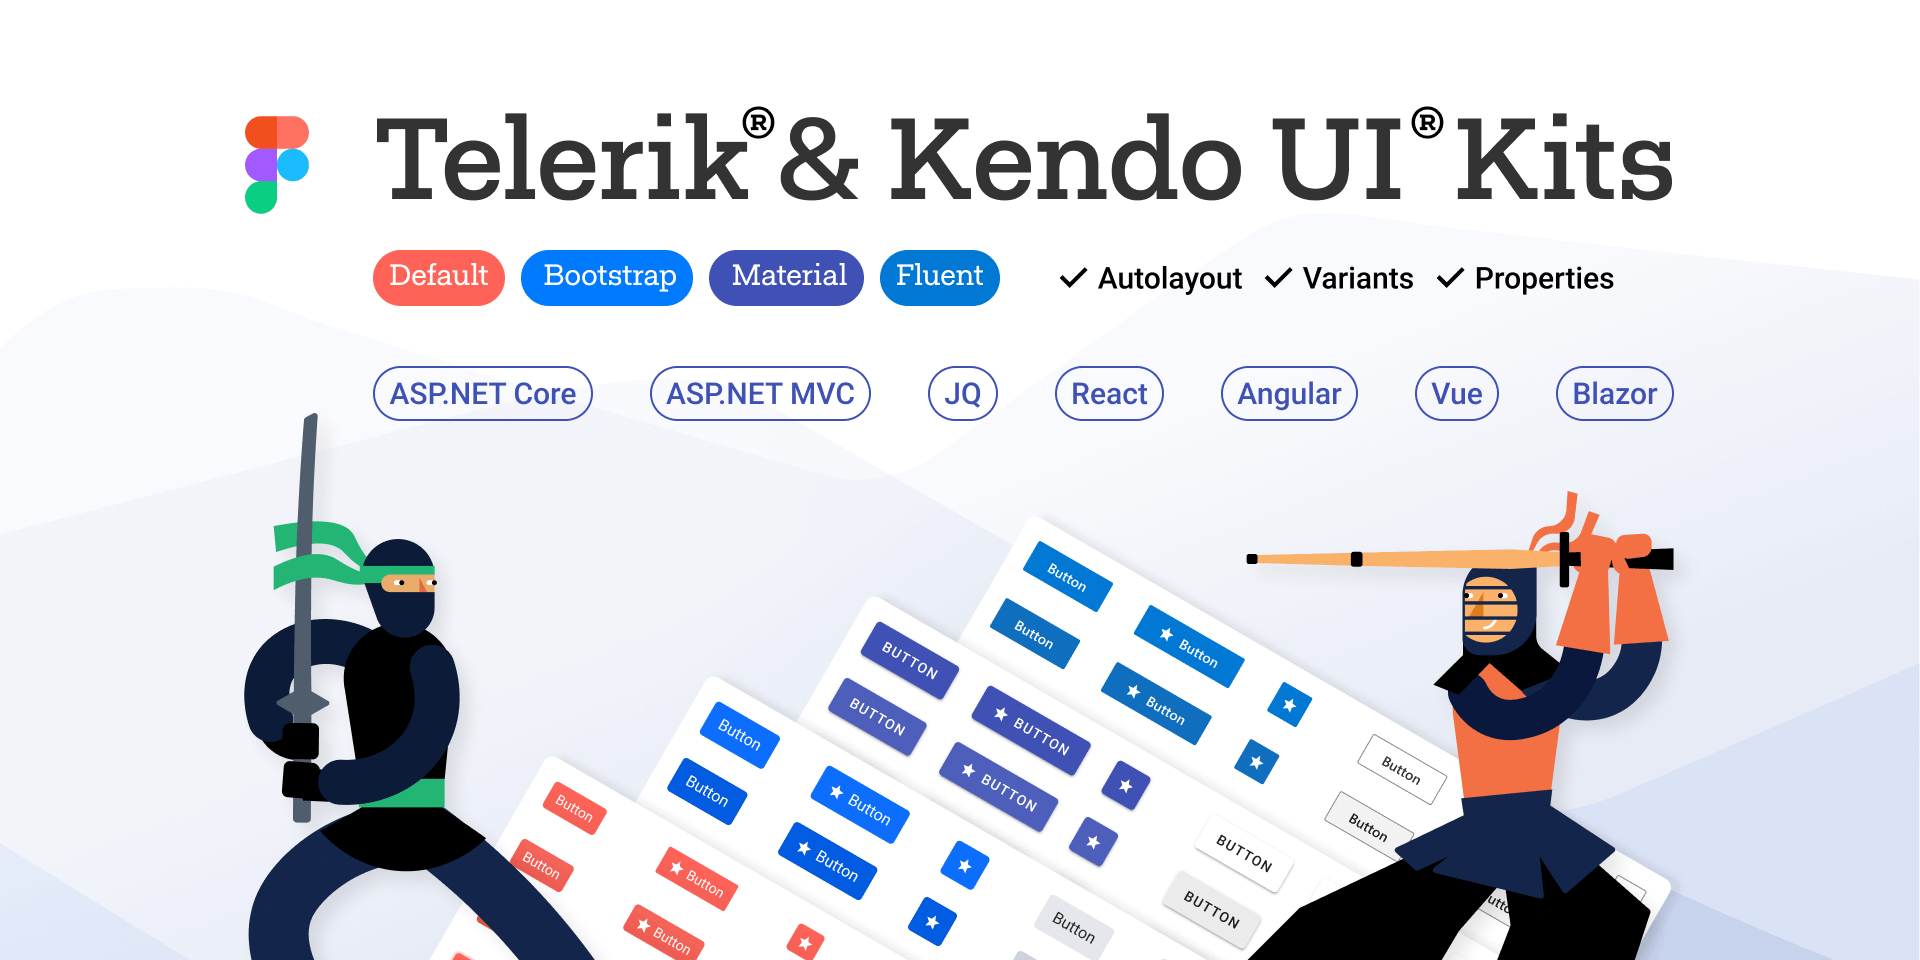 Telerik® & Kendo UI® Kits
Default Bootstrap Material Fluent ✓ Autolayout ✓ Variants ✓ Properties
ASP.NET Core ASP.NET MVC JQ React Angular Vue Blazor
Button
Button
Button
Button
Button
Button
BUTTON
BUTTON
BUTTON
BUTTON
BUTTON
BUTTON
Button
Button
Button
Button
Button
Button
Button
Button
Button